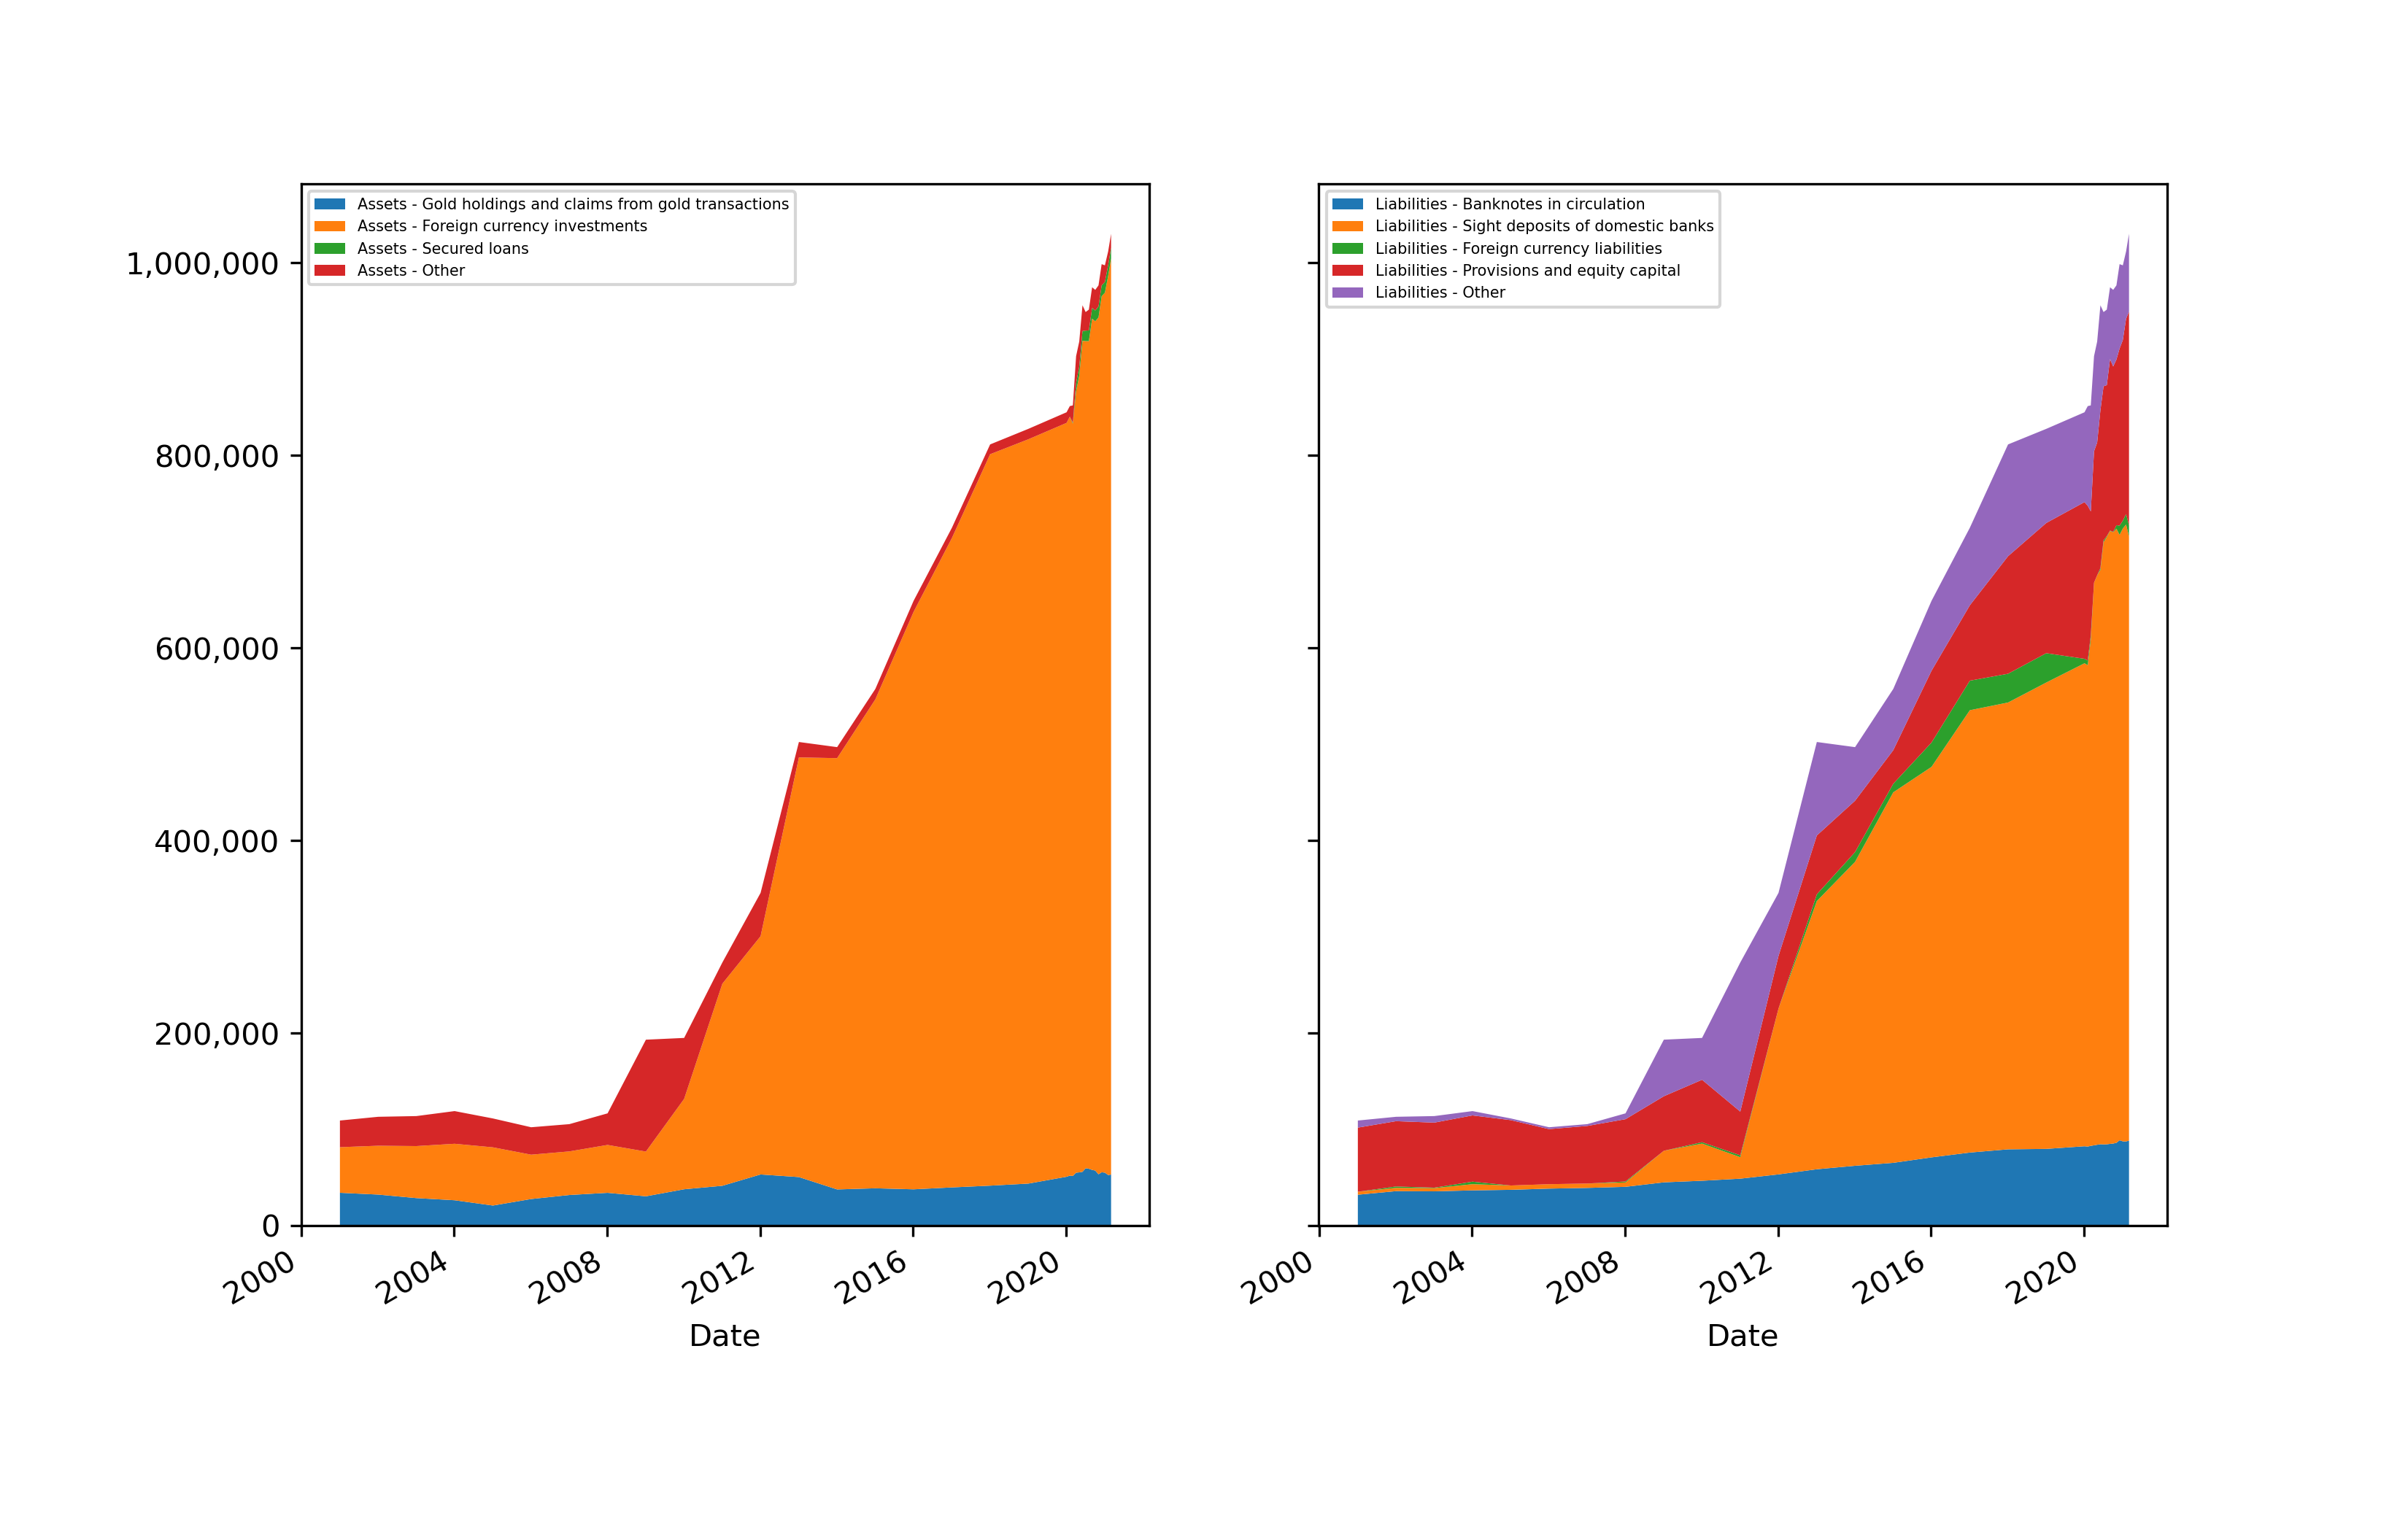 Assets - Gold holdings and claims from gold transactions
Assets - Foreign currency investments
Assets - Secured loans
Assets - Other
1,000,000
800,000
600,000
400,000
200,000
0
2000
2004
2008
2012
2016
2020
Date
Liabilities - Banknotes in circulation
Liabilities - Sight deposits of domestic banks
Liabilities - Foreign currency liabilities
Liabilities - Provisions and equity capital
Liabilities - Other
2000
2004
2008
2012
2016
2020
Date